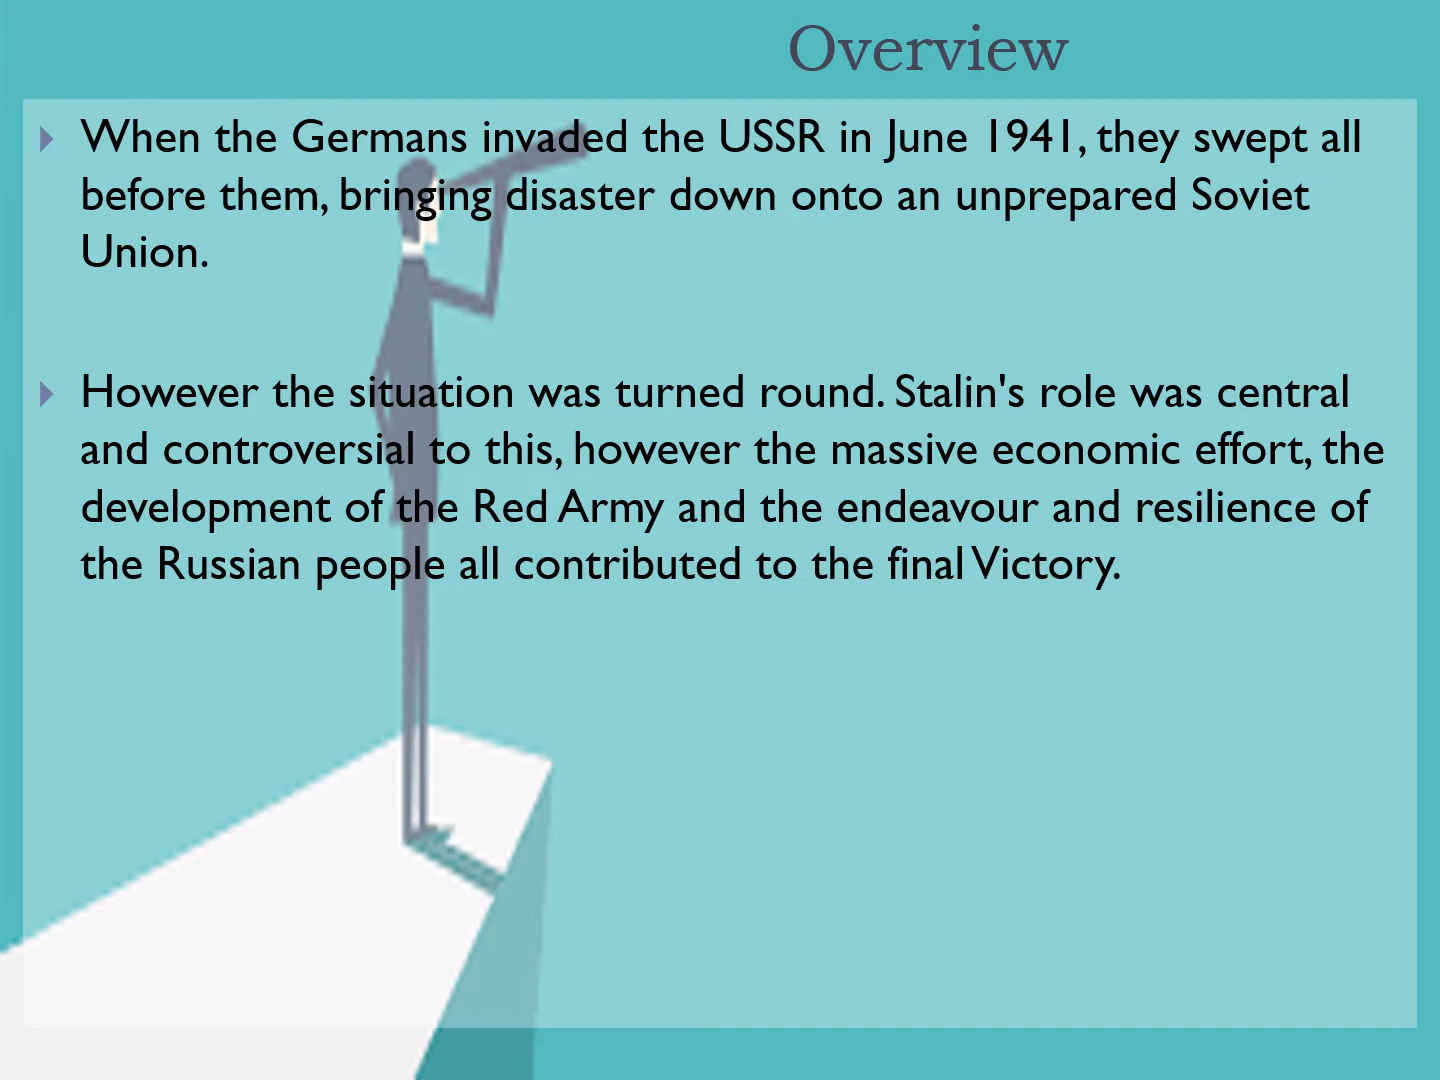 Overview
When the Germans invaded the USSR in June 1941, they swept all
before them, bringing disaster down onto an unprepared Soviet
Union.
However the situation was turned round. Stalin's role was central
and controversial to this, however the massive economic effort, the
development of the Red Army and the endeavour and resilience of
the Russian people all contributed to the final Victory.